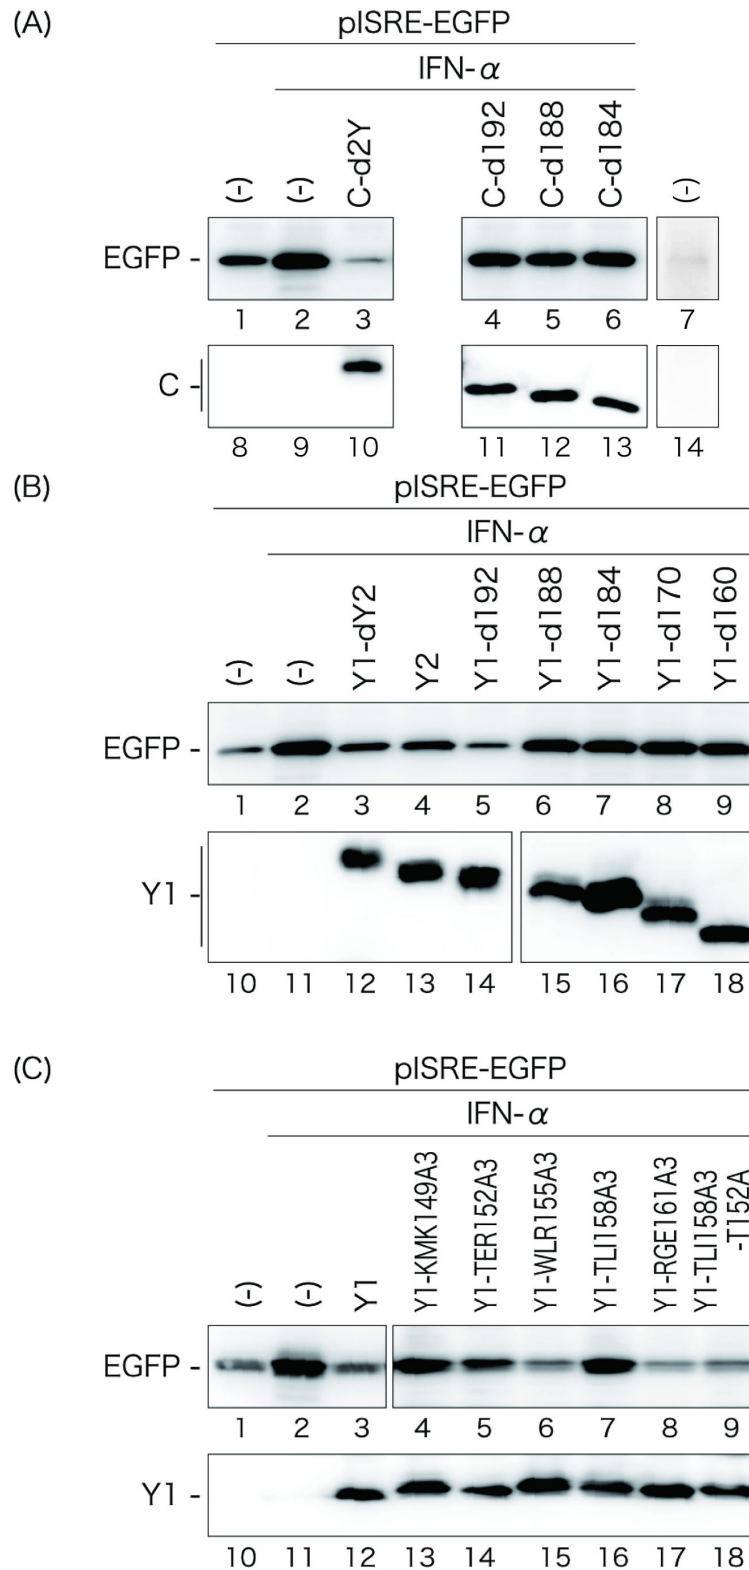 (A)
pISRE-EGFP
IFN-α
(-)
(-)
C-d2Y
C-d192
C-d188
C-d184
(-)
EGFP -
1 2 3 4 5 6 7
C -
8 9 10 11 12 13 14
(B)
pISRE-EGFP
IFN-α
(-)
(-)
Y1-dY2
Y2
Y1-d192
Y1-d188
Y1-d184
Y1-d170
Y1-d160
EGFP -
1 2 3 4 5 6 7 8 9
Y1 -
10 11 12 13 14 15 16 17 18
(C)
pISRE-EGFP
IFN-α
(-)
(-)
Y1
Y1-KMK149A3
Y1-TER152A3
Y1-WLR155A3
Y1-TLI158A3
Y1-RGE161A3
Y1-TLI158A3
-T152A
EGFP -
1 2 3 4 5 6 7 8 9
Y1 -
10 11 12 13 14 15 16 17 18